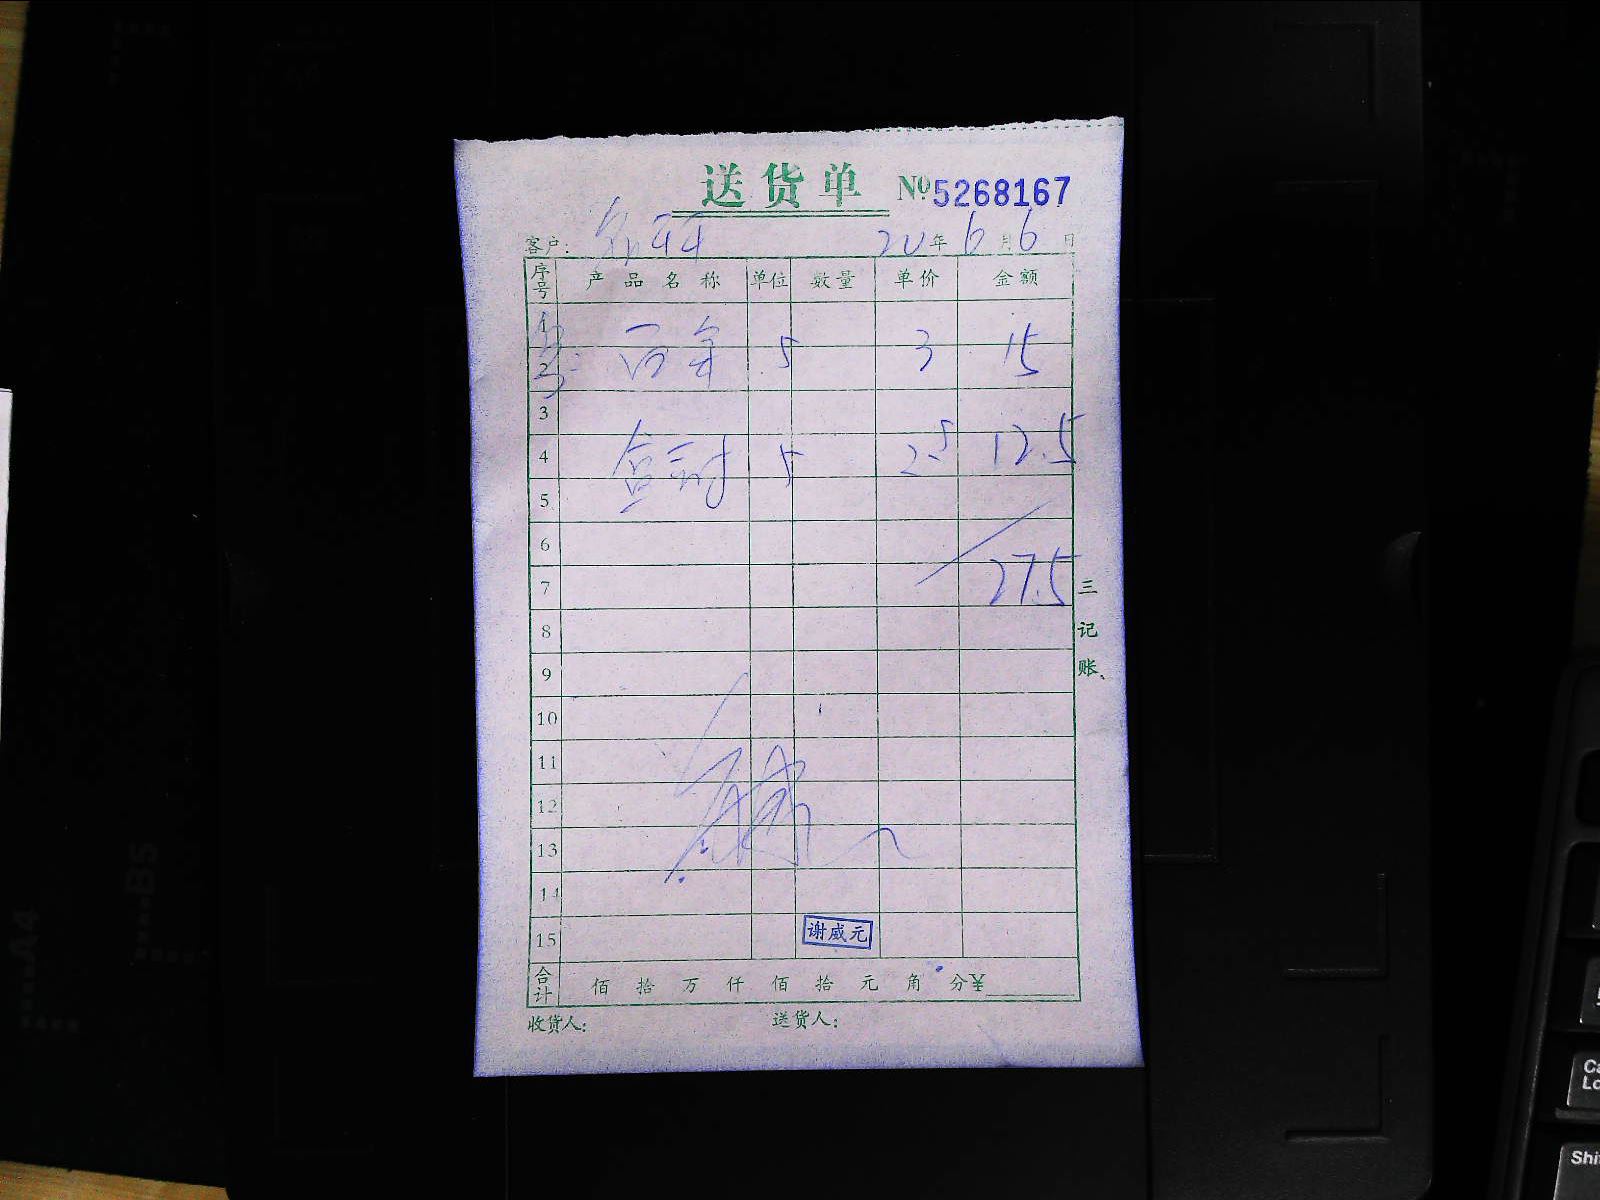 送货单 №5268167
客户： 20年6月6日
序号 产品名称 单位 数量 单价 金额
1
2 5 3 15
3
4 5 2.5 12.5
5
6
7 27.5
8
9
10
11
12
13
14
15 谢威元
合计 佰 拾 万 仟 佰 拾 元 角 分¥
收货人： 送货人：
三记账
B5
A4
Shi